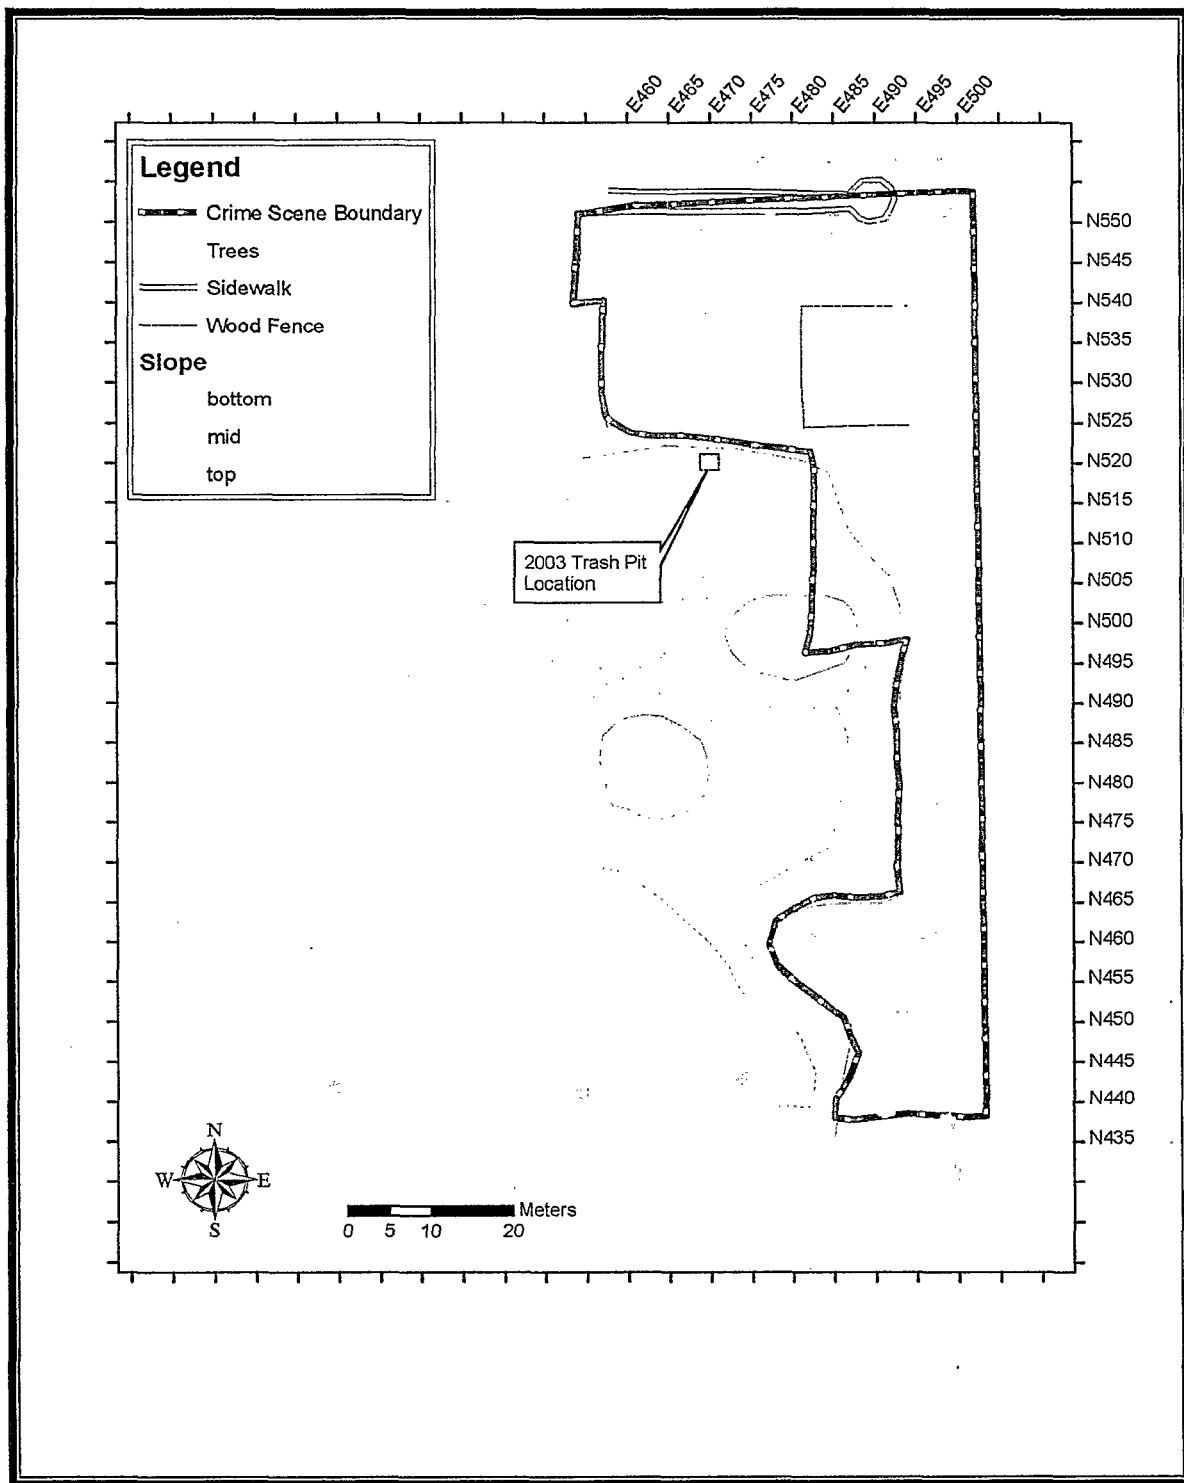 E460
E465
E470
E475
E480
E485
E490
E495
E500
Legend
Crime Scene Boundary
Trees
Sidewalk
Wood Fence
Slope
bottom
mid
top
N550
N545
N540
N535
N530
N525
N520
N515
N510
N505
N500
N495
N490
N485
N480
N475
N470
N465
N460
N455
N450
N445
N440
N435
2003 Trash Pit
Location
N
W E
S
Meters
0 5 10 20